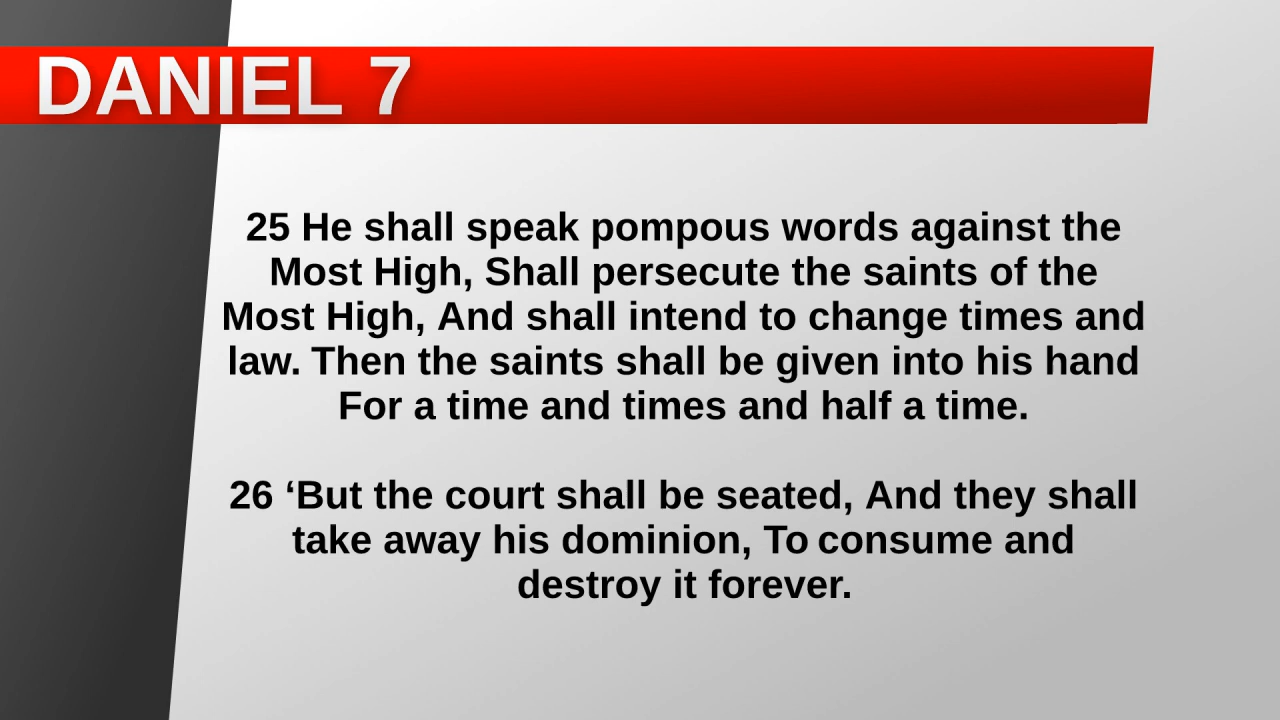 DANIEL 7
25 He shall speak pompous words against the
Most High, Shall persecute the saints of the
Most High, And shall intend to change times and
law. Then the saints shall be given into his hand
For a time and times and half a time.
26 ‘But the court shall be seated, And they shall
take away his dominion, To consume and
destroy it forever.